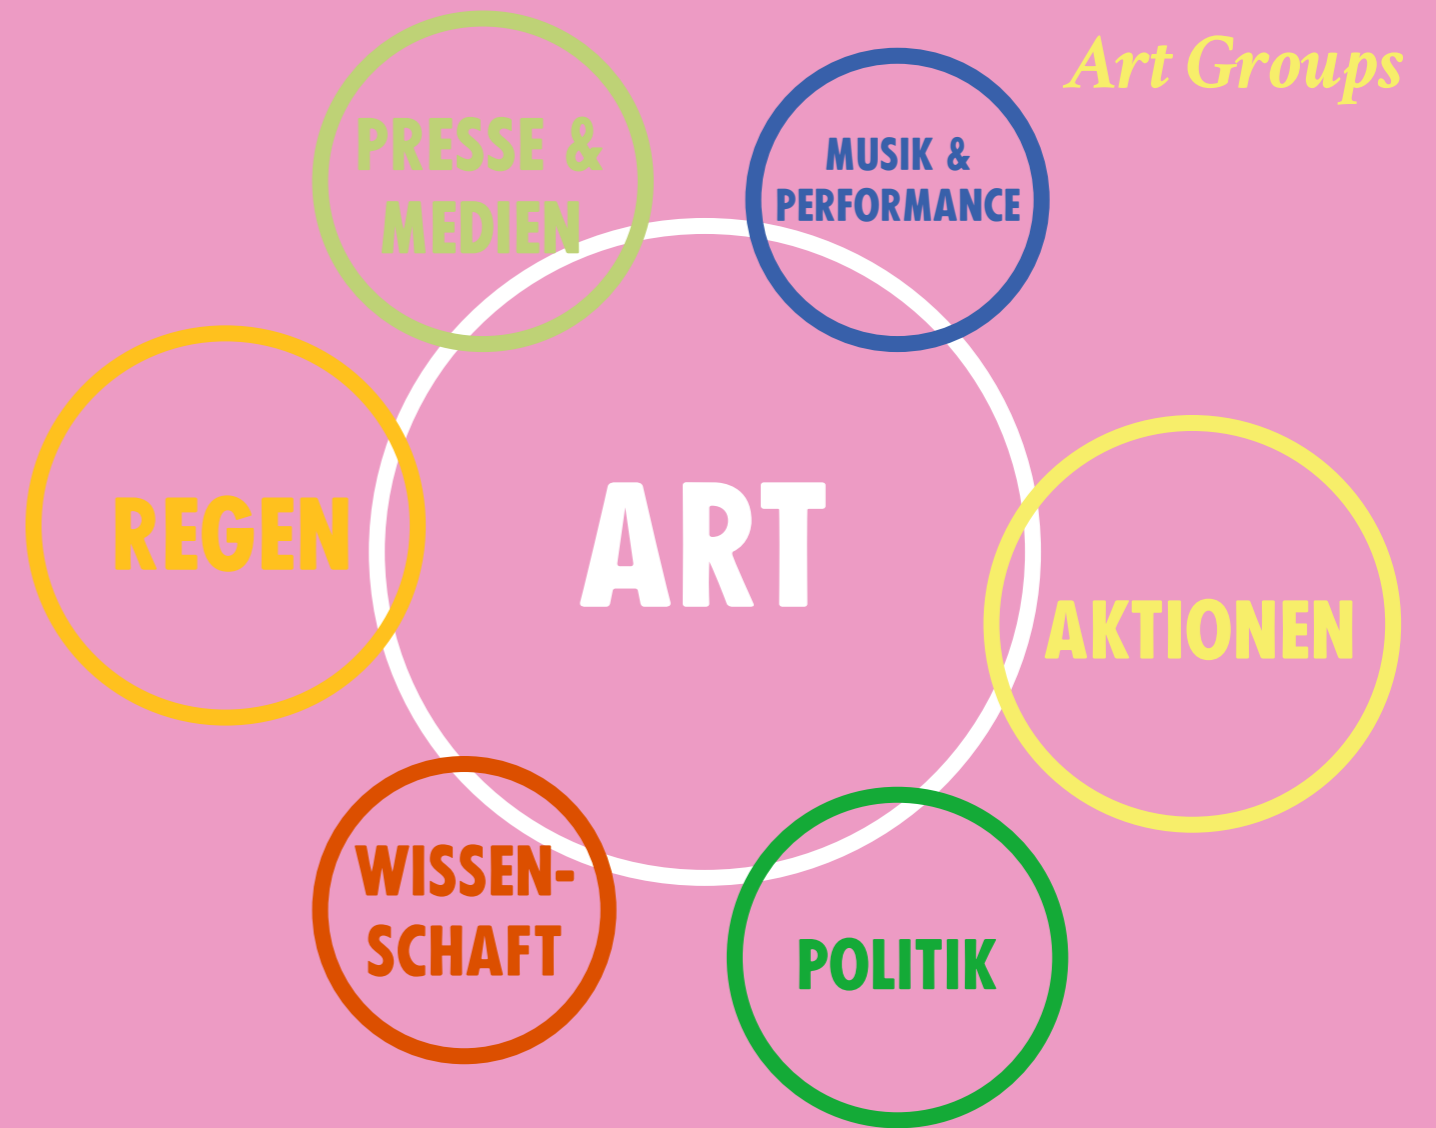 Art Groups
PRESSE &
MEDIEN
MUSIK &
PERFORMANCE
REGEN
ART
AKTIONEN
WISSEN-
SCHAFT
POLITIK